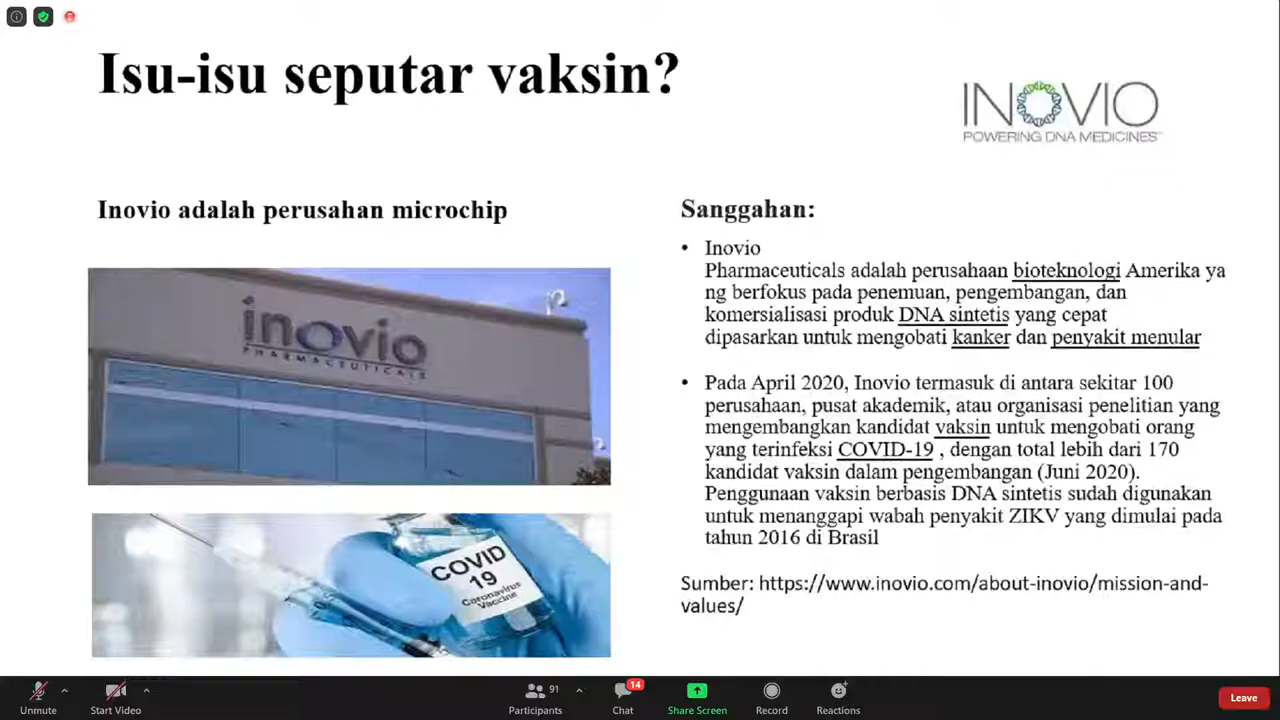 Isu-isu seputar vaksin?
INOVIO
POWERING DNA MEDICINES
Inovio adalah perusahan microchip
inovio
PHARMACEUTICALS
COVID
19
Coronavirus
Vaccine
Sanggahan:
• Inovio
Pharmaceuticals adalah perusahaan bioteknologi Amerika ya
ng berfokus pada penemuan, pengembangan, dan
komersialisasi produk DNA sintetis yang cepat
dipasarkan untuk mengobati kanker dan penyakit menular
• Pada April 2020, Inovio termasuk di antara sekitar 100
perusahaan, pusat akademik, atau organisasi penelitian yang
mengembangkan kandidat vaksin untuk mengobati orang
yang terinfeksi COVID-19 , dengan total lebih dari 170
kandidat vaksin dalam pengembangan (Juni 2020).
Penggunaan vaksin berbasis DNA sintetis sudah digunakan
untuk menanggapi wabah penyakit ZIKV yang dimulai pada
tahun 2016 di Brasil
Sumber: https://www.inovio.com/about-inovio/mission-and-
values/
Unmute
Start Video
91
Participants
14
Chat
Share Screen
Record
Reactions
Leave